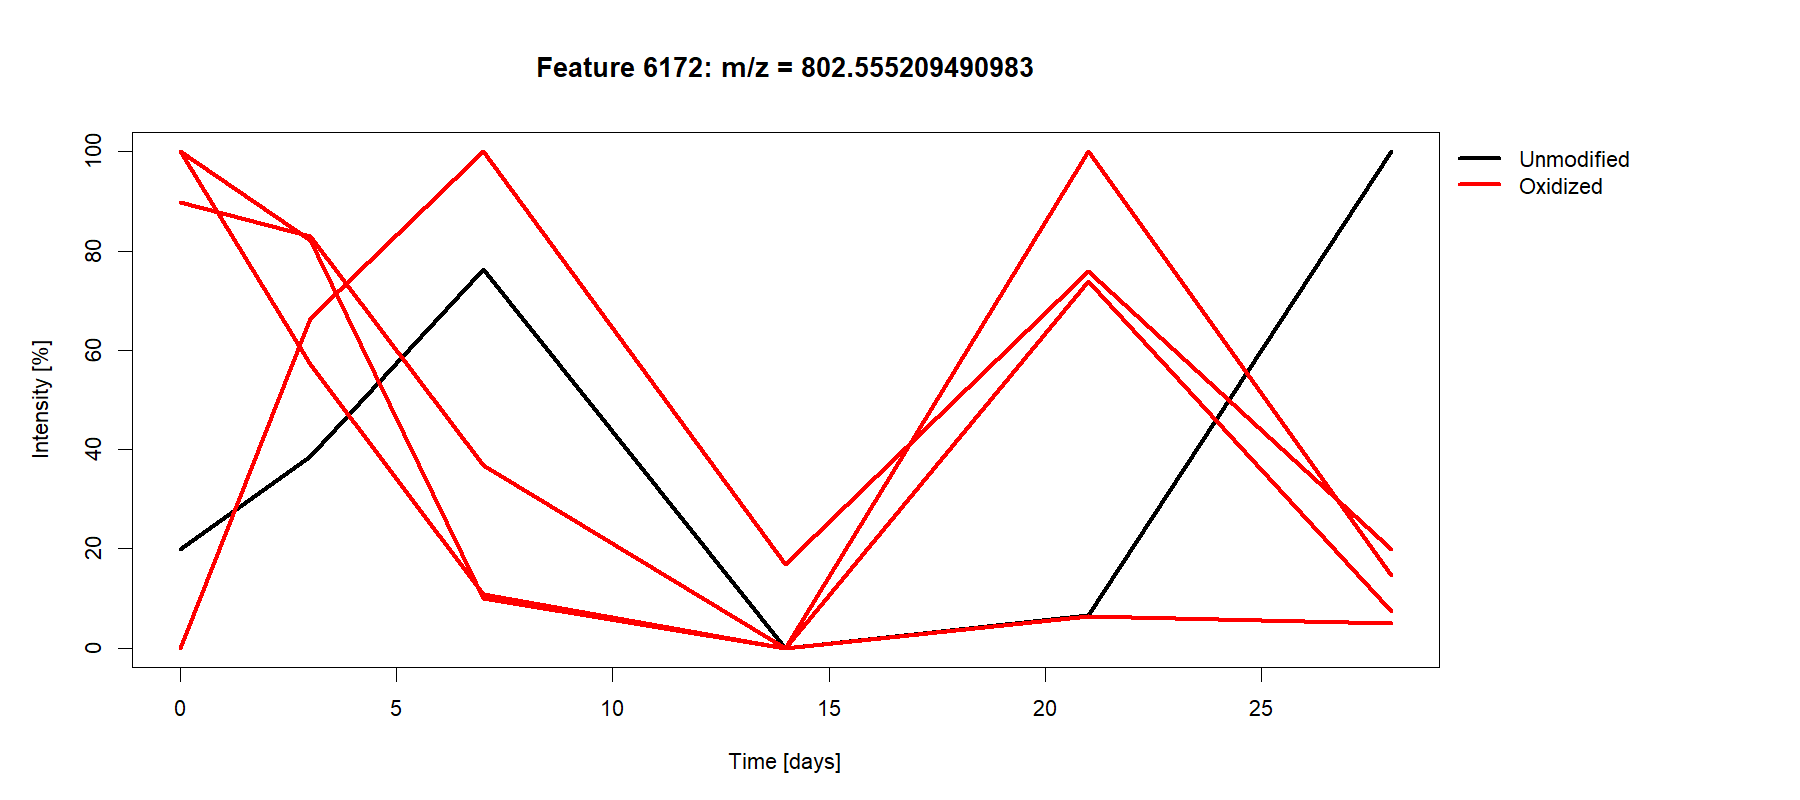 Feature 6172: m/z = 802.555209490983
Unmodified
Oxidized
100
80
60
40
20
0
Intensity [%]
0 5 10 15 20 25
Time [days]